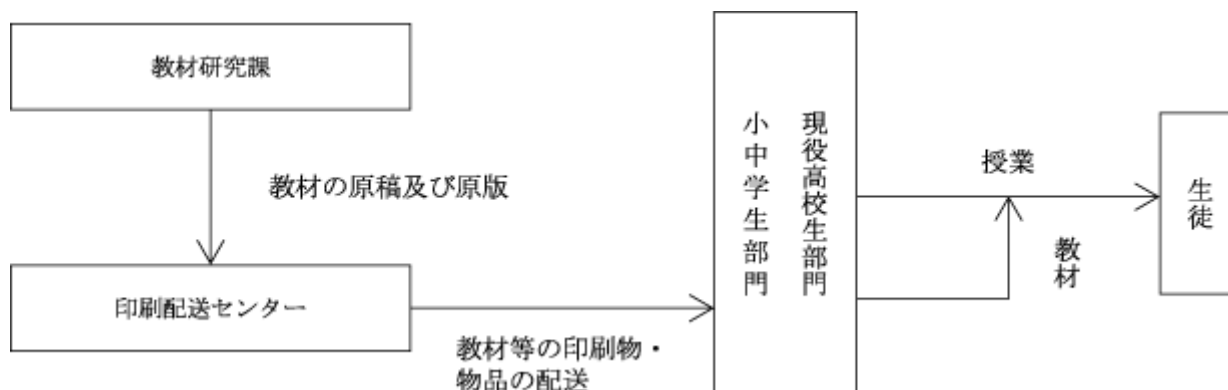 教材研究課
教材の原稿及び原版
印刷配送センター
教材等の印刷物・
物品の配送
現役高校生部門
小中学生部門
授業
教材
生徒